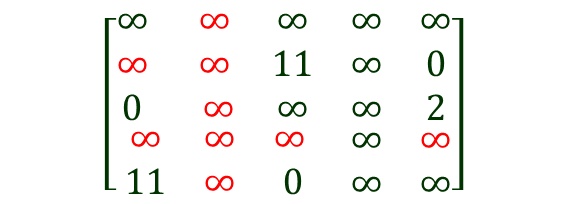 ∞ ∞ ∞ ∞ ∞
∞ ∞ 11 ∞ 0
0 ∞ ∞ ∞ 2
∞ ∞ ∞ ∞ ∞
11 ∞ 0 ∞ ∞